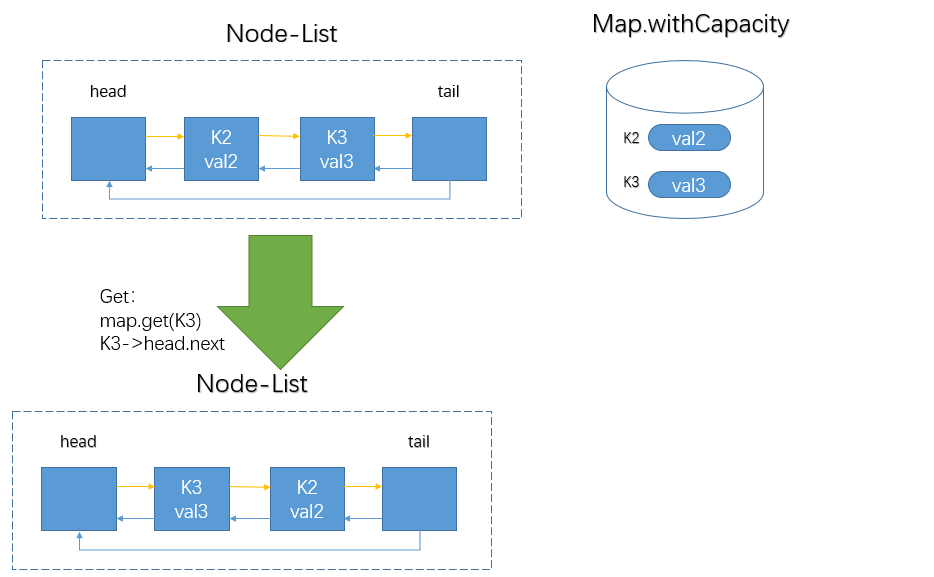 Node-List
Map.withCapacity
head
tail
K2
val2
K3
val3
K2
val2
K3
val3
Get：
map.get(K3)
K3->head.next
Node-List
head
tail
K3
val3
K2
val2